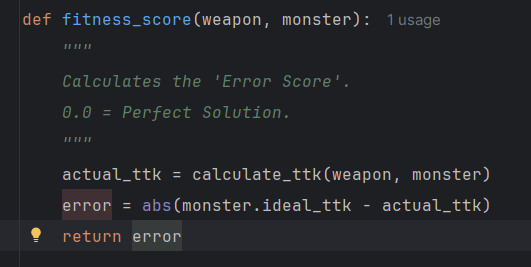 def fitness_score(weapon, monster): 1 usage
"""
Calculates the 'Error Score'.
0.0 = Perfect Solution.
"""
actual_ttk = calculate_ttk(weapon, monster)
error = abs(monster.ideal_ttk - actual_ttk)
return error